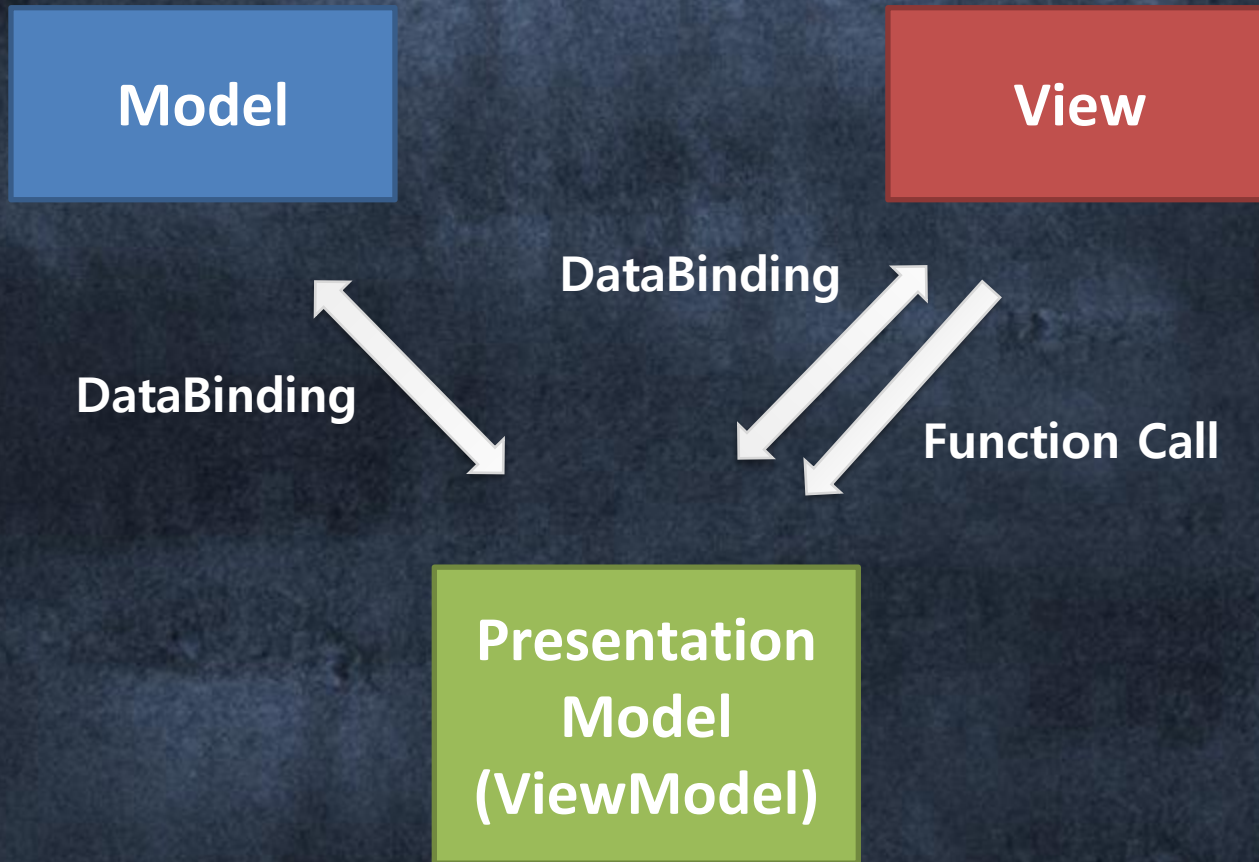 Model
View
DataBinding
DataBinding
Function Call
Presentation
Model
(ViewModel)